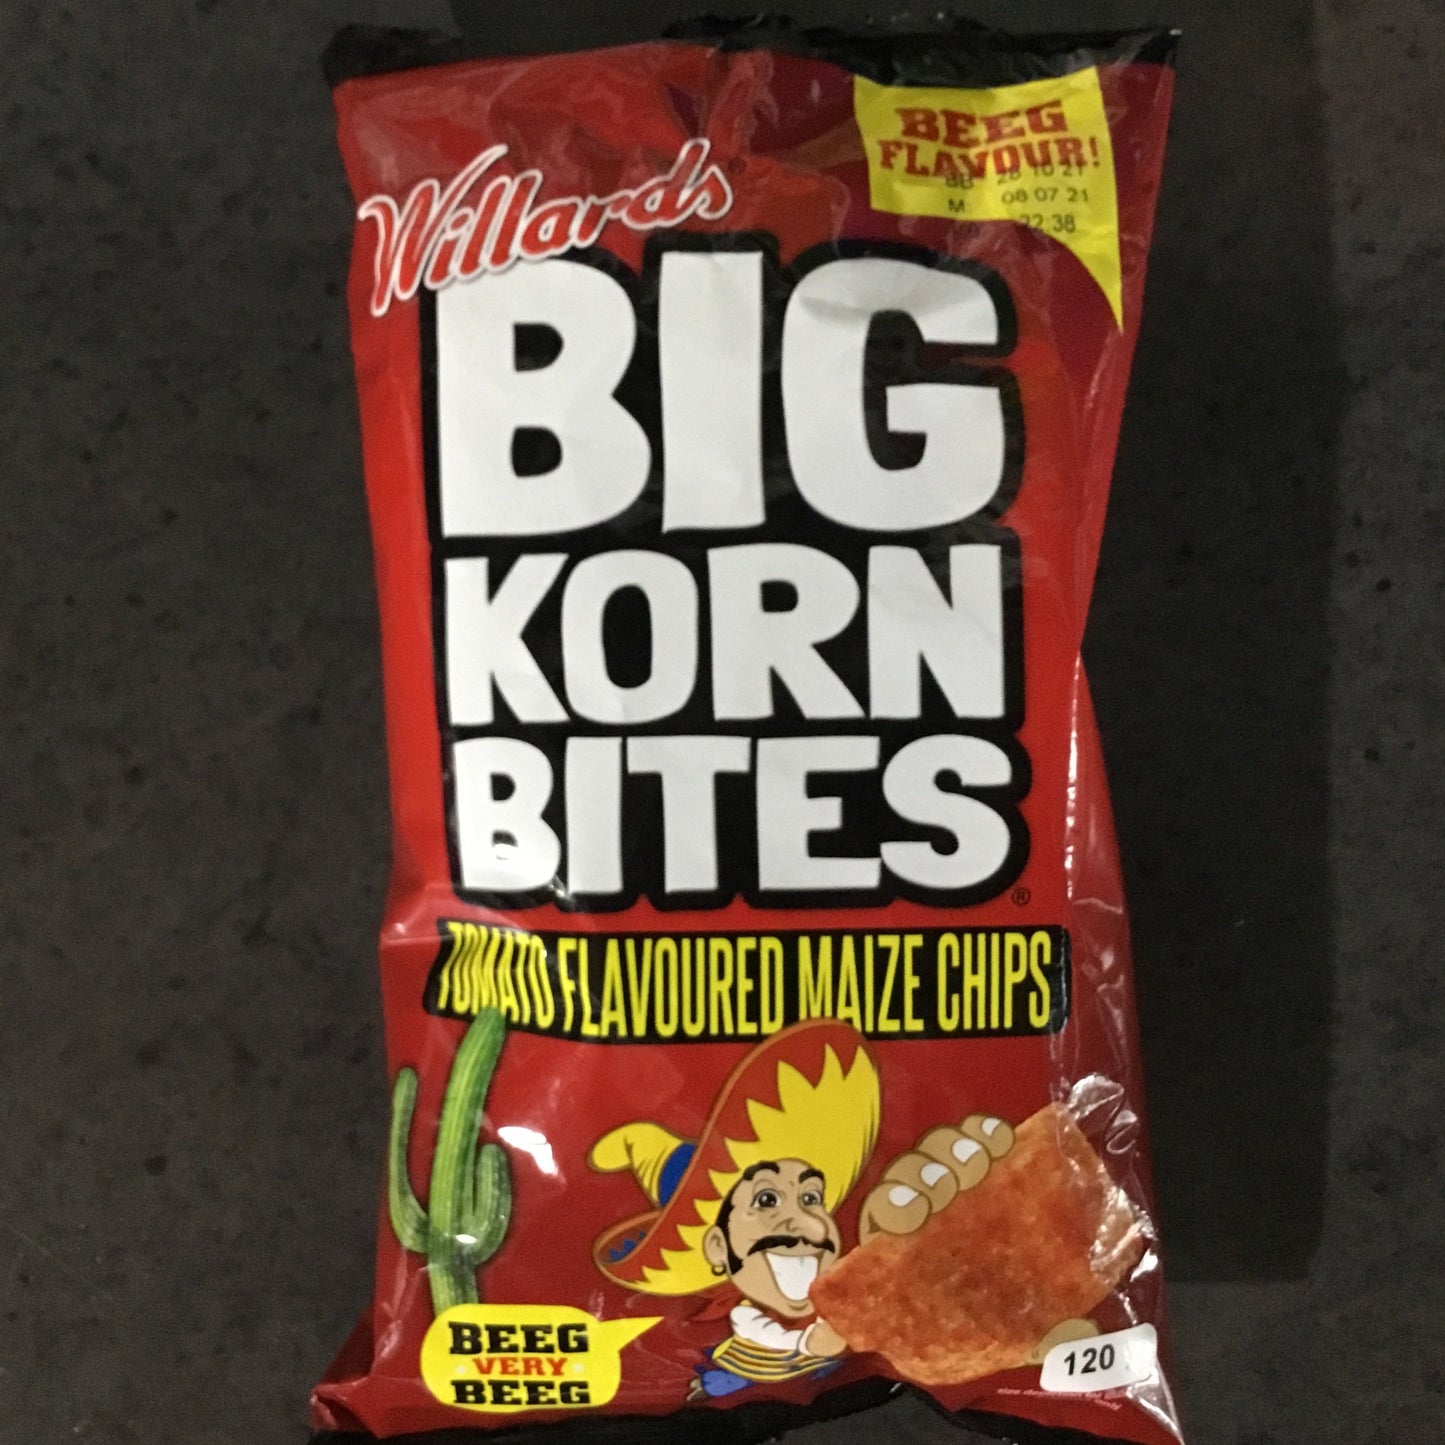 BEEG
FLAVOUR!
BB 28 10 21
M 08 07 21
22:38
Willards
BIG
KORN
BITES
®
TOMATO FLAVOURED MAIZE CHIPS
BEEG
VERY
BEEG
120